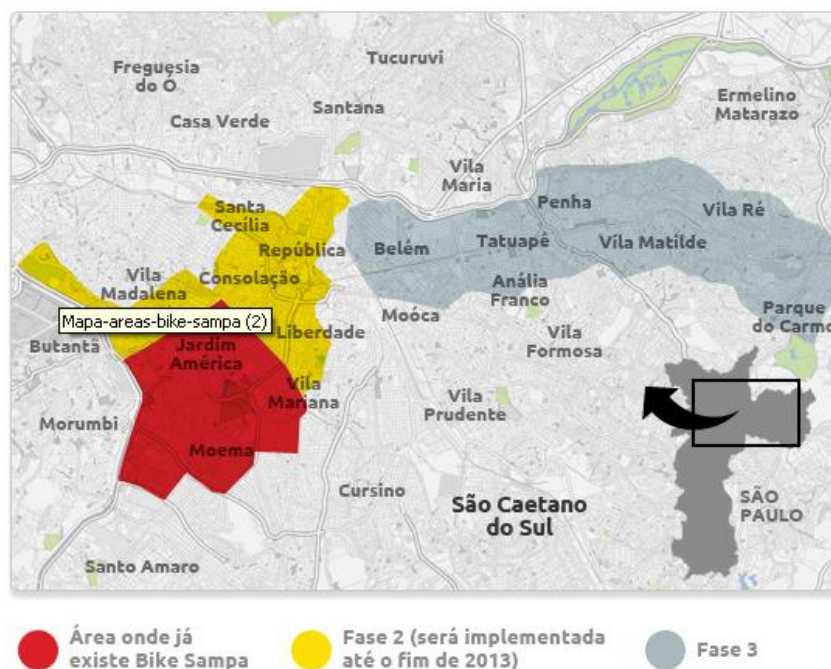 Tucuruvi
Freguesia
do Ó
Santana
Casa Verde
Ermelino
Matarazo
Vila
Maria
Santa
Cecília
Penha
Vila Ré
República
Belém
Tatuapé
Vila Matilde
Vila
Madalena
Consolação
Anália
Franco
Parque
do Carmo
Moóca
Mapa-areas-bike-sampa (2)
Liberdade
Butantã
Jardim
América
Vila
Formosa
Vila
Mariana
Vila
Prudente
Morumbi
Moema
Cursino
São Caetano
do Sul
SÃO
PAULO
Santo Amaro
Área onde já
existe Bike Sampa
Fase 2 (será implementada
até o fim de 2013)
Fase 3